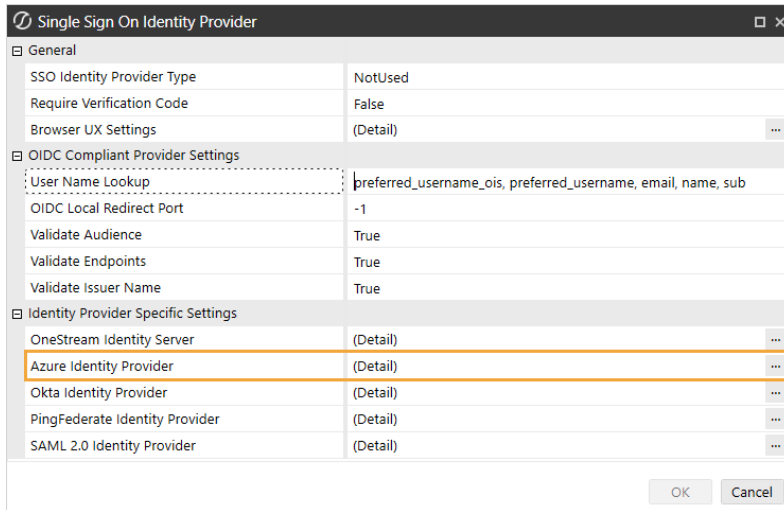 Single Sign On Identity Provider
General
SSO Identity Provider Type NotUsed
Require Verification Code False
Browser UX Settings (Detail) ...
OIDC Compliant Provider Settings
User Name Lookup preferred_username_ois, preferred_username, email, name, sub
OIDC Local Redirect Port -1
Validate Audience True
Validate Endpoints True
Validate Issuer Name True
Identity Provider Specific Settings
OneStream Identity Server (Detail) ...
Azure Identity Provider (Detail) ...
Okta Identity Provider (Detail) ...
PingFederate Identity Provider (Detail) ...
SAML 2.0 Identity Provider (Detail) ...
OK Cancel